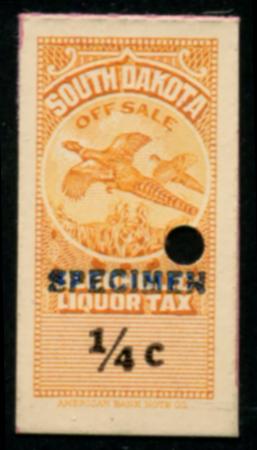 SOUTH DAKOTA
OFF SALE
SPECIMEN
LIQUOR TAX
1/4 C
AMERICAN BANK NOTE CO.